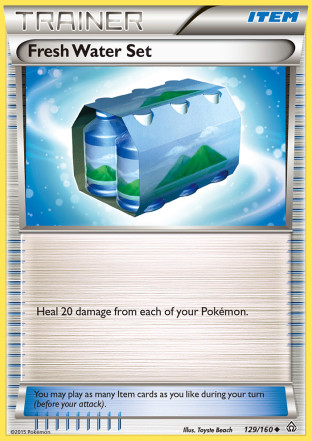 TRAINER ITEM
Fresh Water Set
Heal 20 damage from each of your Pokémon.
You may play as many Item cards as you like during your turn
(before your attack).
©2015 Pokémon Illus. Toyste Beach 129/160